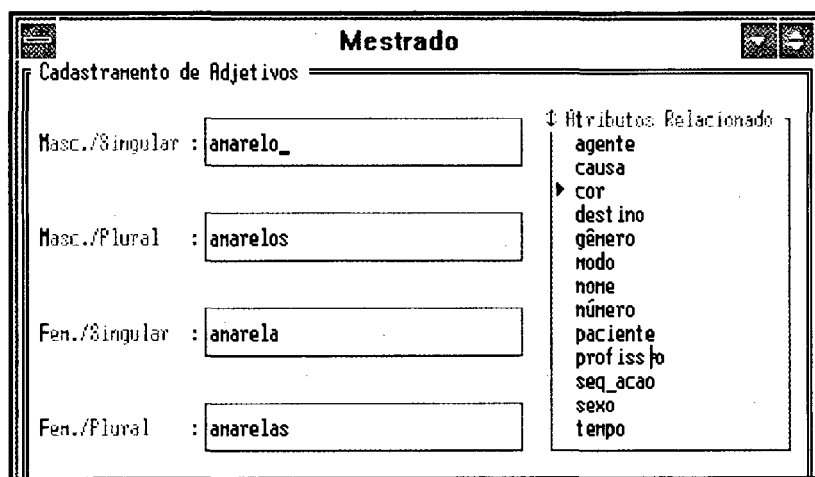 Mestrado
Cadastramento de Adjetivos
Masc./Singular : amarelo_
Masc./Plural : amarelos
Fem./Singular : amarela
Fem./Plural : amarelas
Atributos Relacionado
agente
causa
cor
destino
gênero
modo
nome
número
paciente
seq_acao
sexo
tempo